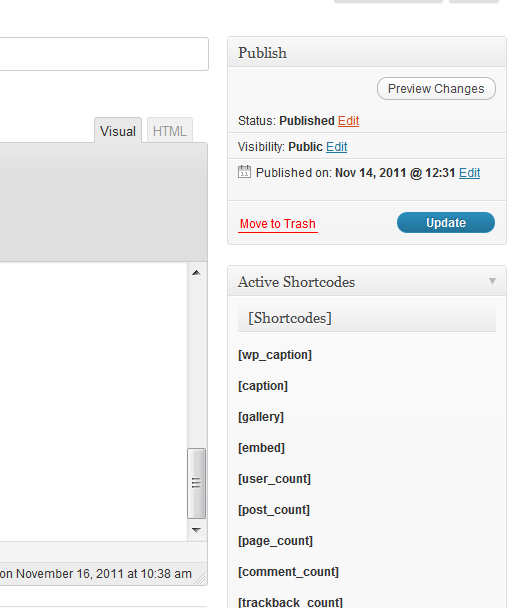 Publish
Preview Changes
Status: Published Edit
Visual HTML
Visibility: Public Edit
Published on: Nov 14, 2011 @ 12:31 Edit
Move to Trash Update
Active Shortcodes
[Shortcodes]
[wp_caption]
[caption]
[gallery]
[embed]
[user_count]
[post_count]
[page_count]
on November 16, 2011 at 10:38 am
[comment_count]
[trackback_count]